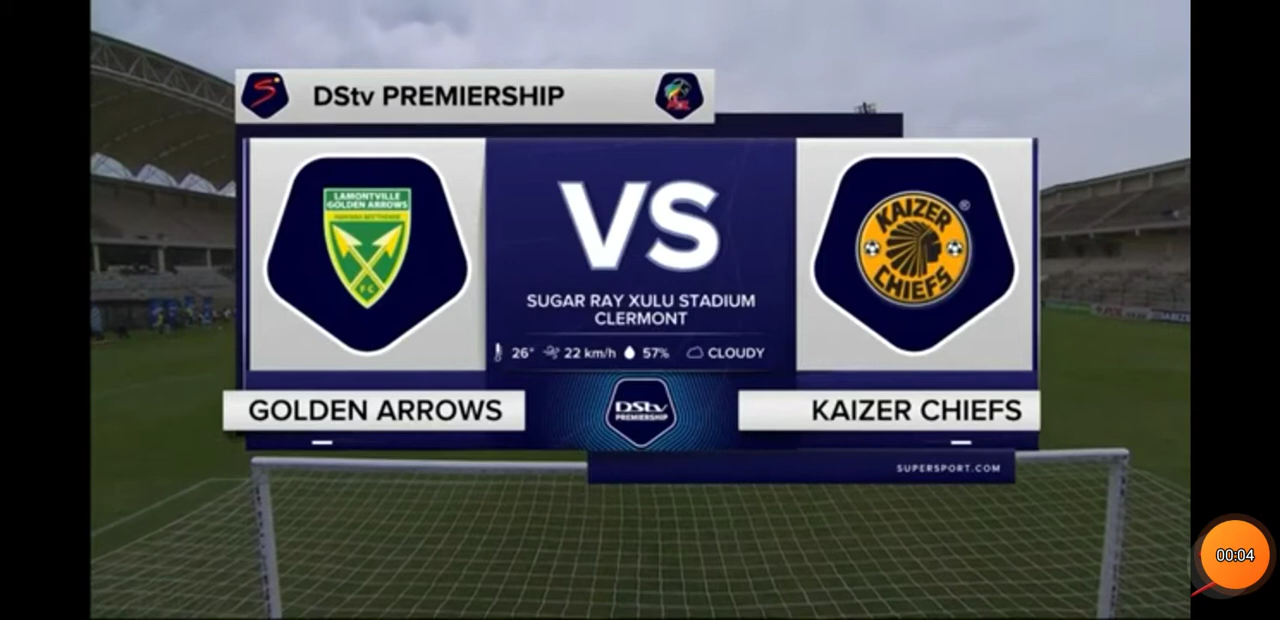 DStv PREMIERSHIP
LAMONTVILLE
GOLDEN ARROWS
F C
VS
KAIZER
CHIEFS
®
SUGAR RAY XULU STADIUM
CLERMONT
26° 22 km/h 57% CLOUDY
GOLDEN ARROWS
DStv
PREMIERSHIP
KAIZER CHIEFS
SUPERSPORT.COM
00:04